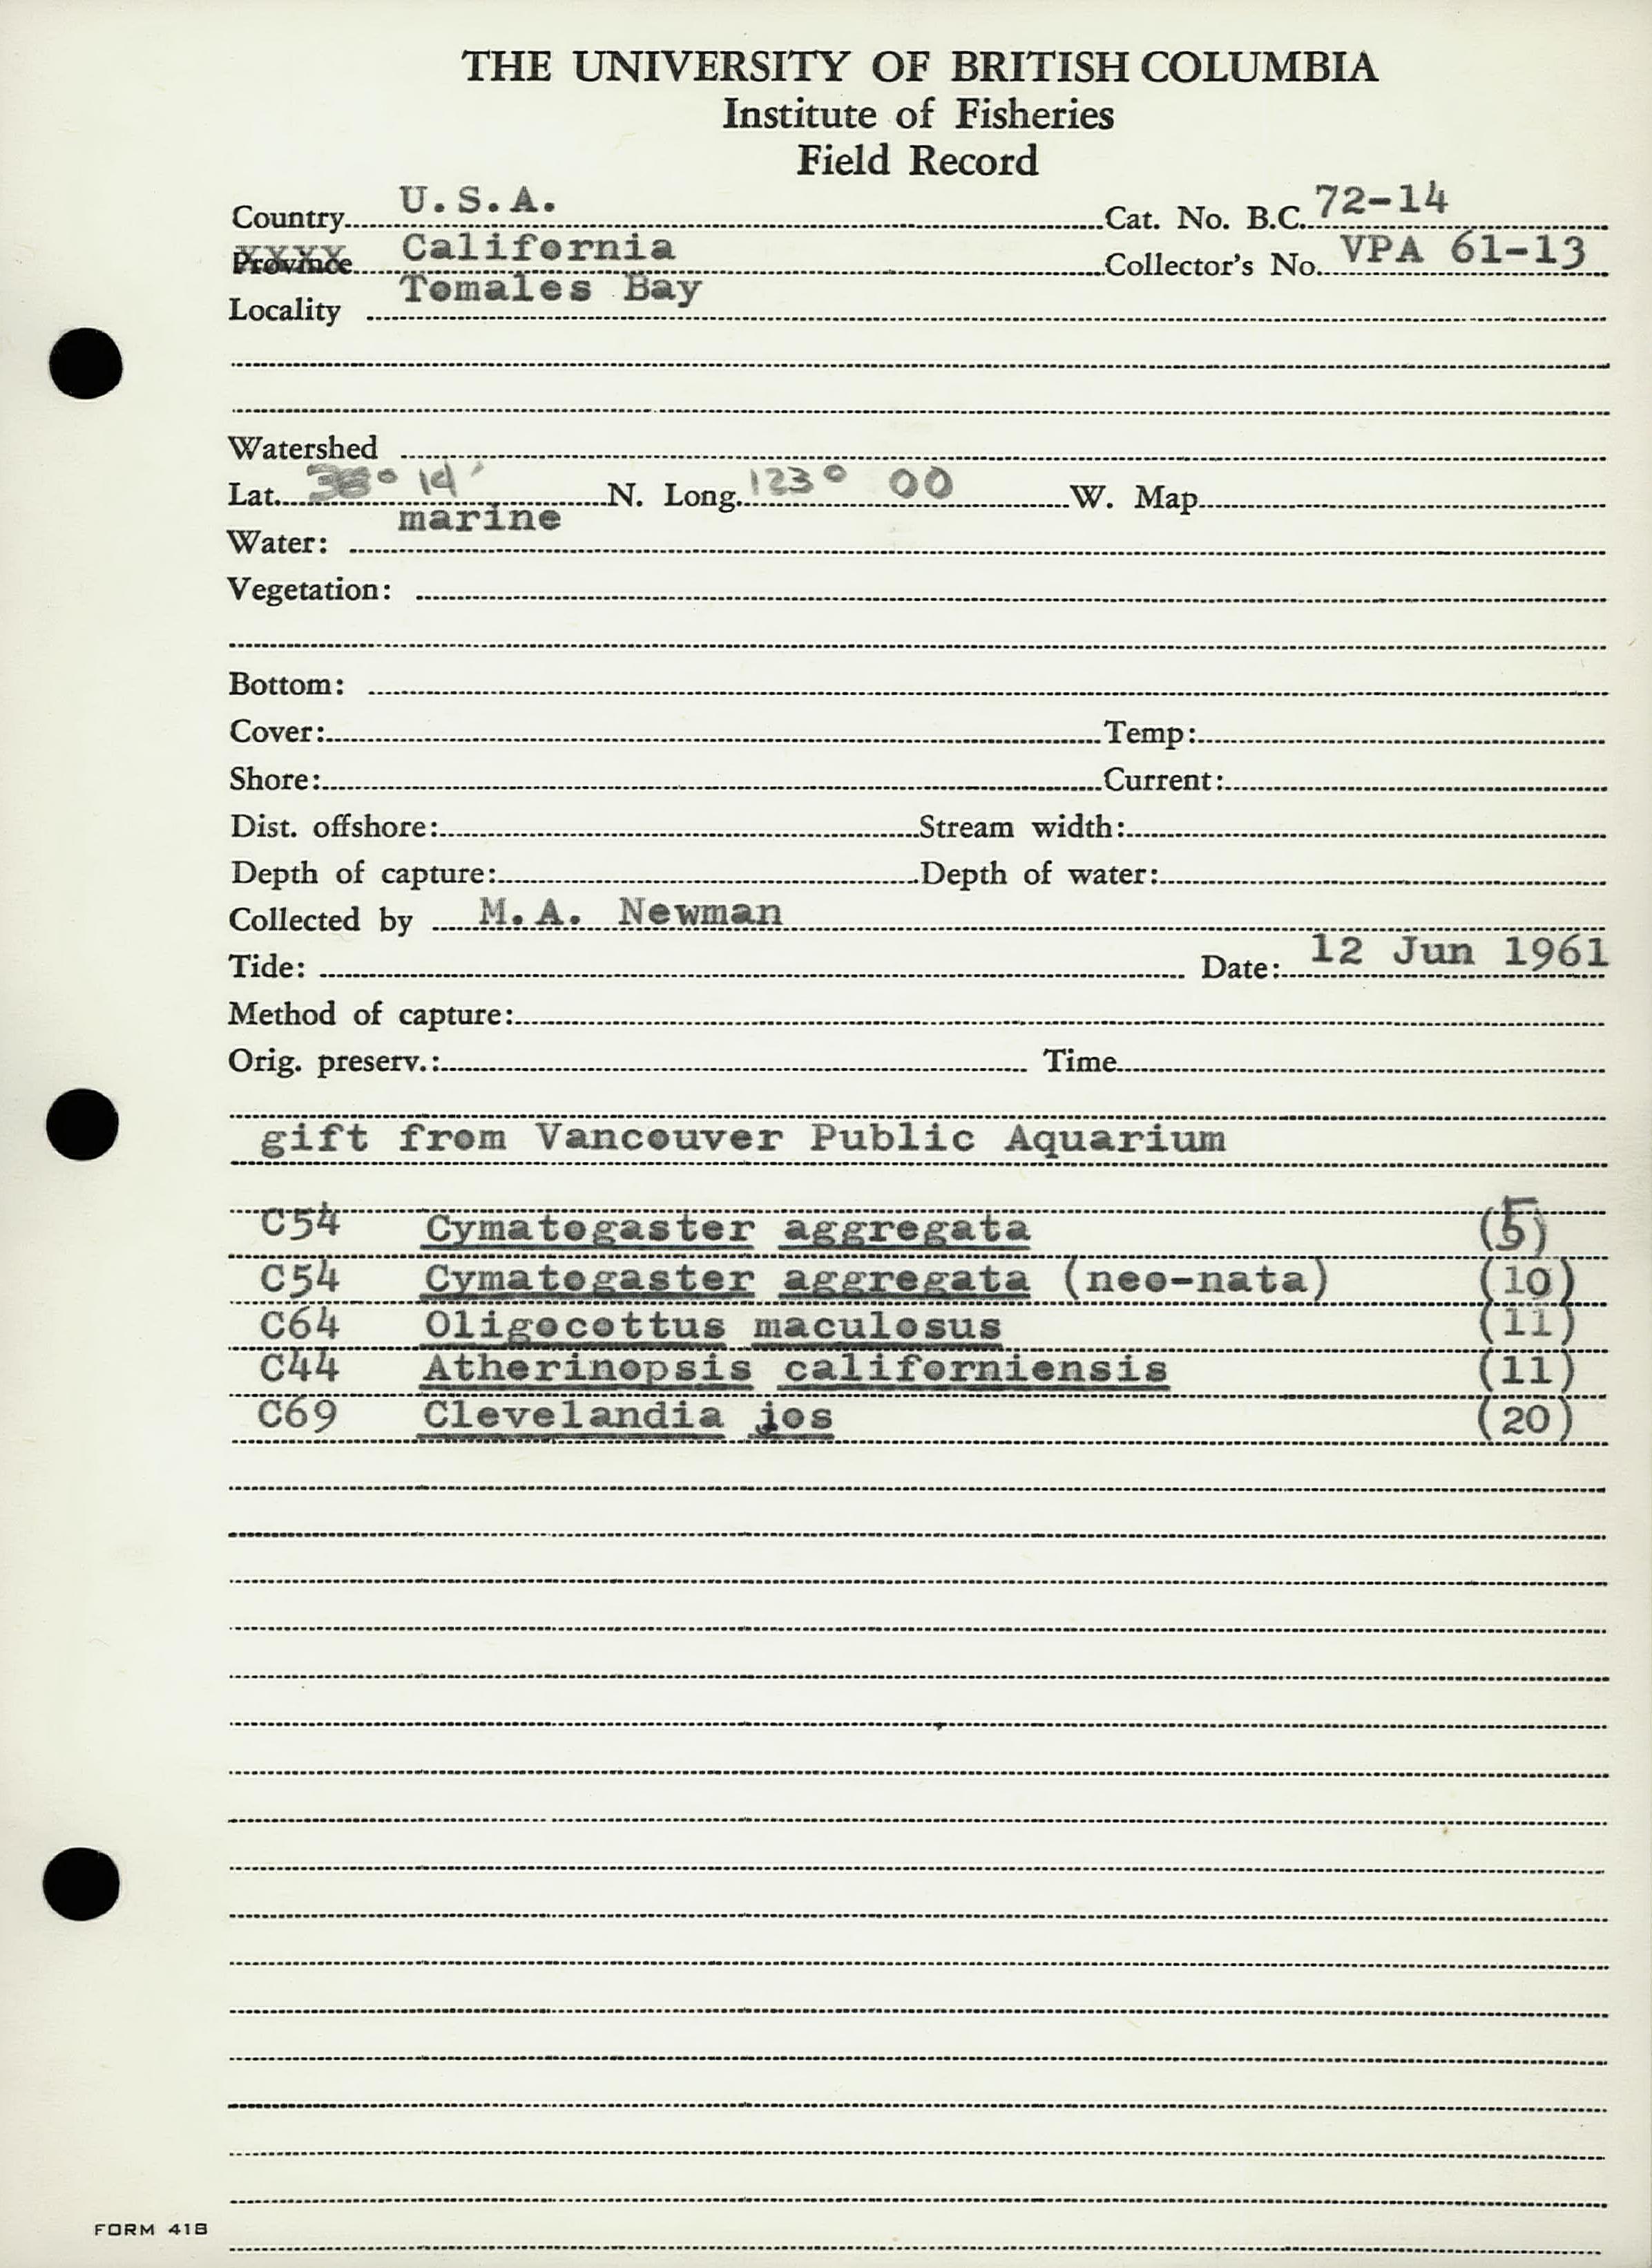 THE UNIVERSITY OF BRITISH COLUMBIA
Institute of Fisheries
Field Record
Country U.S.A. Cat. No. B.C. 72-14
Province California Collector's No. VPA 61-13
Locality Tomales Bay
Watershed
Lat. 38° 14' N. Long. 123° 00 W. Map
Water: marine
Vegetation:
Bottom:
Cover: Temp:
Shore: Current:
Dist. offshore: Stream width:
Depth of capture: Depth of water:
Collected by M.A. Newman
Tide: Date: 12 Jun 1961
Method of capture:
Orig. preserv.: Time
gift from Vancouver Public Aquarium
C54 Cymatogaster aggregata (5)
C54 Cymatogaster aggregata (neo-nata) (10)
C64 Oligocottus maculosus (11)
C44 Atherinopsis californiensis (11)
C69 Clevelandia jos (20)
FORM 41B